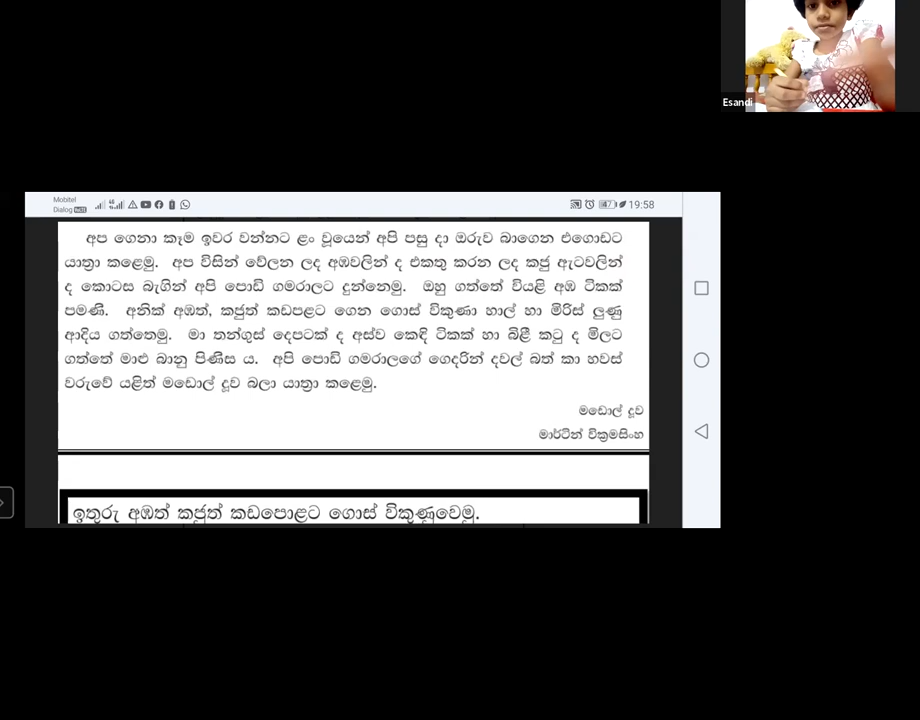 Esandi
Mobitel
Dialog VoLTE
47 19:58
අප ගෙනා කෑම ඉවර වන්නට ළං වූයෙන් අපි පසු දා ඔරුව බාගෙන එගොඩට
යාත්‍රා කළෙමු. අප විසින් වේලන ලද අඹවලින් ද එකතු කරන ලද කජු ඇටවලින්
ද කොටස බැගින් අපි පොඩි ගමරාලට දුන්නෙමු. ඔහු ගත්තේ වියළි අඹ ටිකක්
පමණි. අනික් අඹත්, කජුත් කඩපළට ගෙන ගොස් විකුණා හාල් හා මිරිස් ලුණු
ආදිය ගත්තෙමු. මා තන්ගුස් දෙපටක් ද අස්ව කෙඳි ටිකක් හා බිළී කටු ද මිලට
ගත්තේ මාළු බානු පිණිස ය. අපි පොඩි ගමරාලගේ ගෙදරින් දවල් බත් කා හවස්
වරුවේ යළිත් මඩොල් දූව බලා යාත්‍රා කළෙමු.
මඩොල් දූව
මාර්ටින් වික්‍රමසිංහ
ඉතුරු අඹත් කජුත් කඩපොළට ගොස් විකුණුවෙමු.